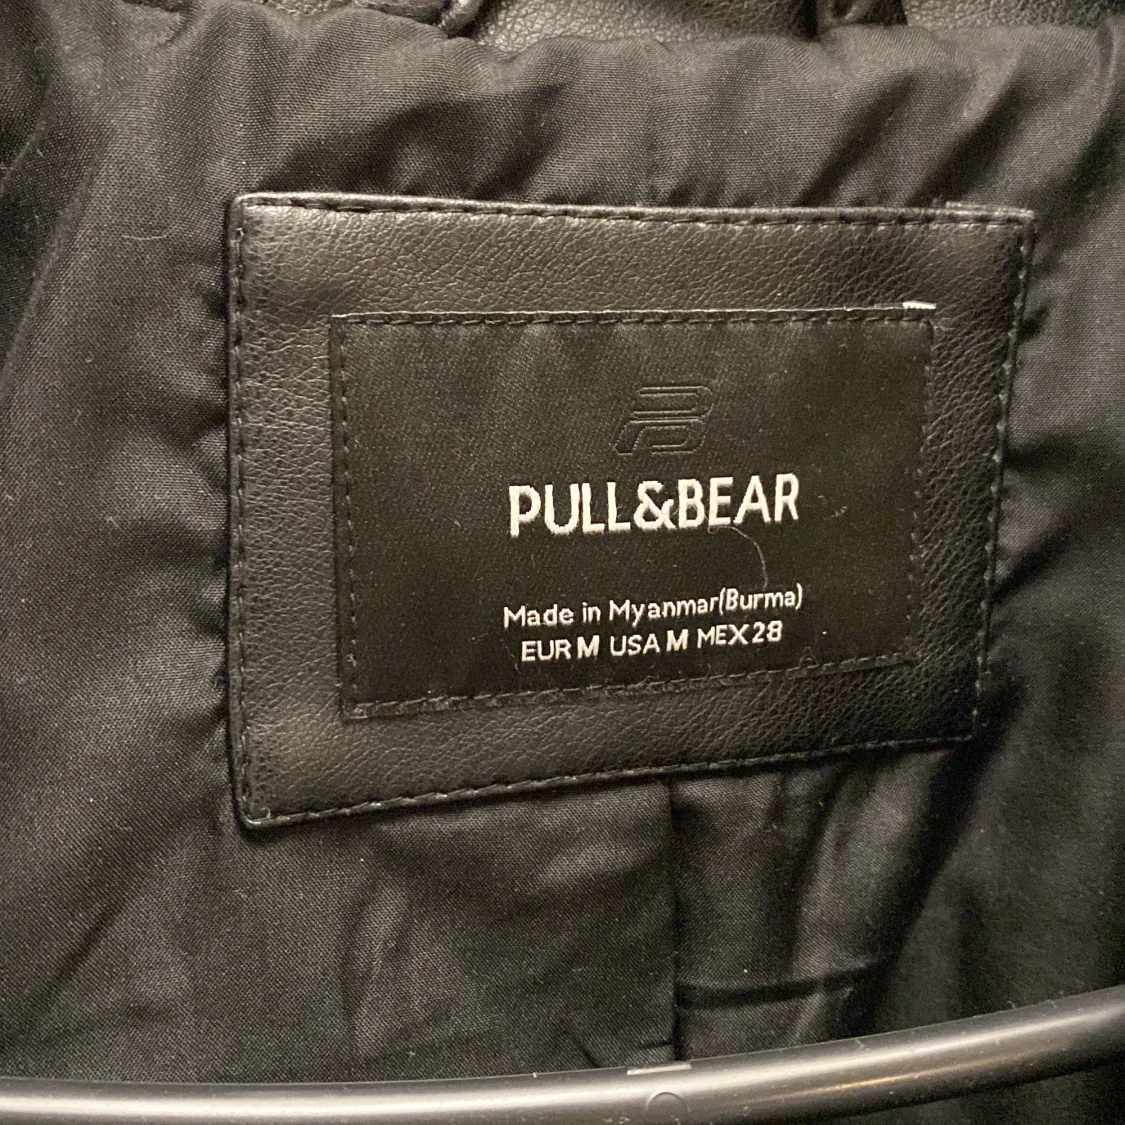 PULL&BEAR
Made in Myanmar(Burma)
EUR M USA M MEX 28